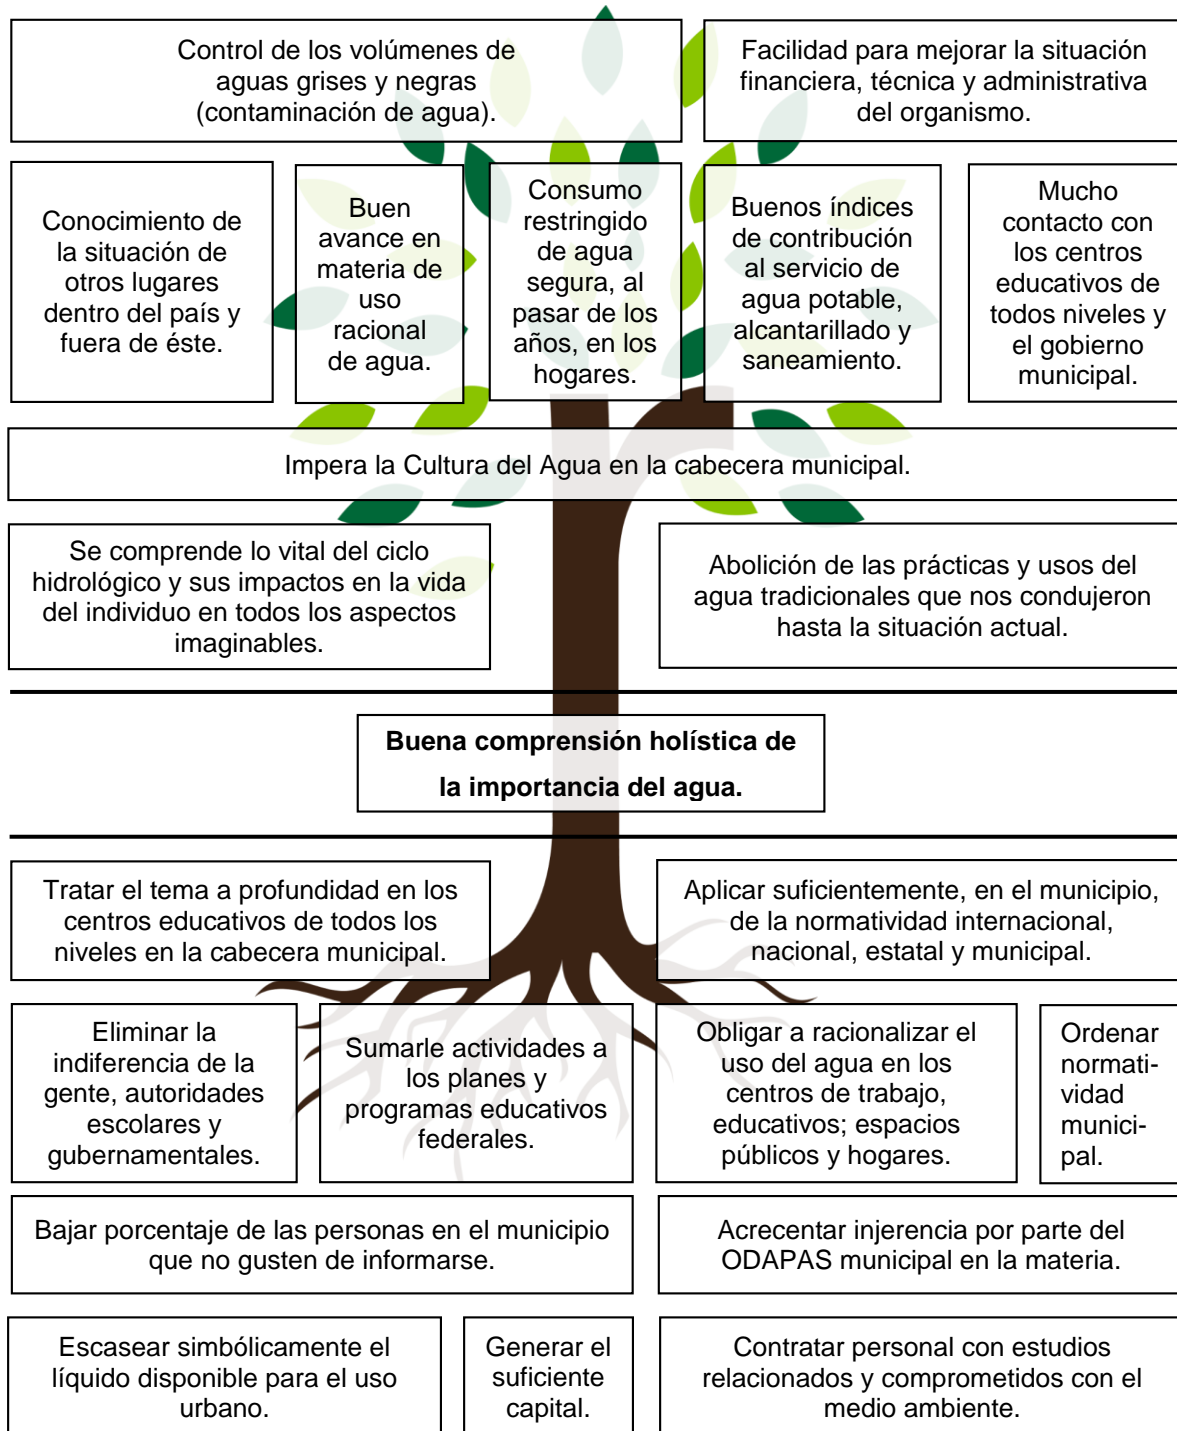 Control de los volúmenes de
aguas grises y negras
(contaminación de agua).
Facilidad para mejorar la situación
financiera, técnica y administrativa
del organismo.
Conocimiento de
la situación de
otros lugares
dentro del país y
fuera de éste.
Buen
avance en
materia de
uso
racional
de agua.
Consumo
restringido
de agua
segura, al
pasar de los
años, en los
hogares.
Buenos índices
de contribución
al servicio de
agua potable,
alcantarillado y
saneamiento.
Mucho
contacto con
los centros
educativos de
todos niveles y
el gobierno
municipal.
Impera la Cultura del Agua en la cabecera municipal.
Se comprende lo vital del ciclo
hidrológico y sus impactos en la vida
del individuo en todos los aspectos
imaginables.
Abolición de las prácticas y usos del
agua tradicionales que nos condujeron
hasta la situación actual.
Buena comprensión holística de
la importancia del agua.
Tratar el tema a profundidad en los
centros educativos de todos los
niveles en la cabecera municipal.
Aplicar suficientemente, en el municipio,
de la normatividad internacional,
nacional, estatal y municipal.
Eliminar la
indiferencia de la
gente, autoridades
escolares y
gubernamentales.
Sumarle actividades a
los planes y
programas educativos
federales.
Obligar a racionalizar el
uso del agua en los
centros de trabajo,
educativos; espacios
públicos y hogares.
Ordenar
normati-
vidad
munici-
pal.
Bajar porcentaje de las personas en el municipio
que no gusten de informarse.
Acrecentar injerencia por parte del
ODAPAS municipal en la materia.
Escasear simbólicamente el
líquido disponible para el uso
urbano.
Generar el
suficiente
capital.
Contratar personal con estudios
relacionados y comprometidos con el
medio ambiente.